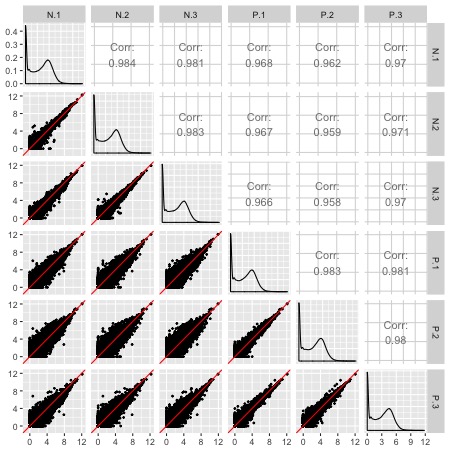 N.1 N.2 N.3 P.1 P.2 P.3
0.4
0.3
0.2
0.1
0.0
Corr:
0.984
Corr:
0.981
Corr:
0.968
Corr:
0.962
Corr:
0.97
N.1
12
8
4
0
Corr:
0.983
Corr:
0.967
Corr:
0.959
Corr:
0.971
N.2
12
8
4
0
Corr:
0.966
Corr:
0.958
Corr:
0.97
N.3
12
8
4
0
Corr:
0.983
Corr:
0.981
P.1
12
8
4
0
Corr:
0.98
P.2
12
8
4
0
P.3
0 4 8 12 0 4 8 12 0 4 8 12 0 4 8 12 0 4 8 12 0 4 8 12